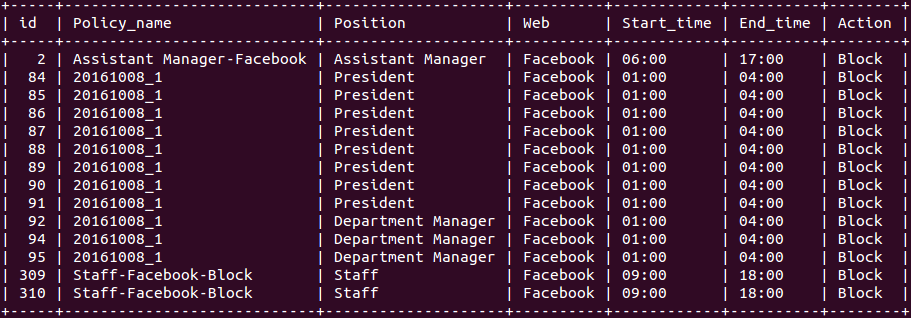 | id | Policy_name | Position | Web | Start_time | End_time | Action |
| 2 | Assistant Manager-Facebook | Assistant Manager | Facebook | 06:00 | 17:00 | Block |
| 84 | 20161008_1 | President | Facebook | 01:00 | 04:00 | Block |
| 85 | 20161008_1 | President | Facebook | 01:00 | 04:00 | Block |
| 86 | 20161008_1 | President | Facebook | 01:00 | 04:00 | Block |
| 87 | 20161008_1 | President | Facebook | 01:00 | 04:00 | Block |
| 88 | 20161008_1 | President | Facebook | 01:00 | 04:00 | Block |
| 89 | 20161008_1 | President | Facebook | 01:00 | 04:00 | Block |
| 90 | 20161008_1 | President | Facebook | 01:00 | 04:00 | Block |
| 91 | 20161008_1 | President | Facebook | 01:00 | 04:00 | Block |
| 92 | 20161008_1 | Department Manager | Facebook | 01:00 | 04:00 | Block |
| 94 | 20161008_1 | Department Manager | Facebook | 01:00 | 04:00 | Block |
| 95 | 20161008_1 | Department Manager | Facebook | 01:00 | 04:00 | Block |
| 309 | Staff-Facebook-Block | Staff | Facebook | 09:00 | 18:00 | Block |
| 310 | Staff-Facebook-Block | Staff | Facebook | 09:00 | 18:00 | Block |